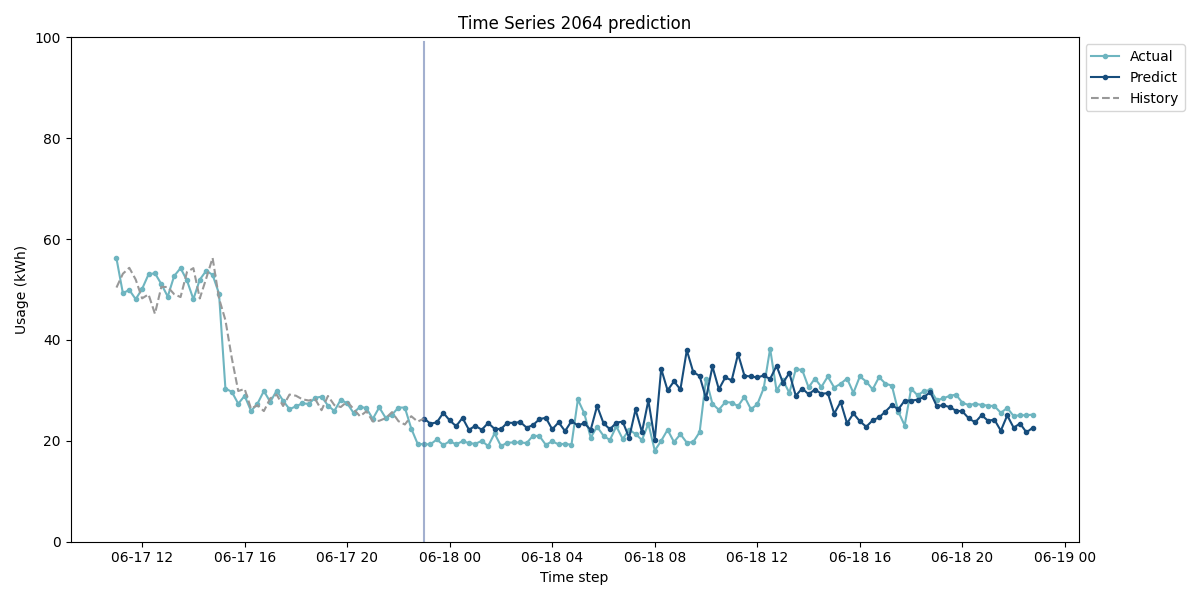 Time Series 2064 prediction
Usage (kWh)
100
80
60
40
20
0
06-17 12
06-17 16
06-17 20
06-18 00
06-18 04
06-18 08
06-18 12
06-18 16
06-18 20
06-19 00
Time step
Actual
Predict
History